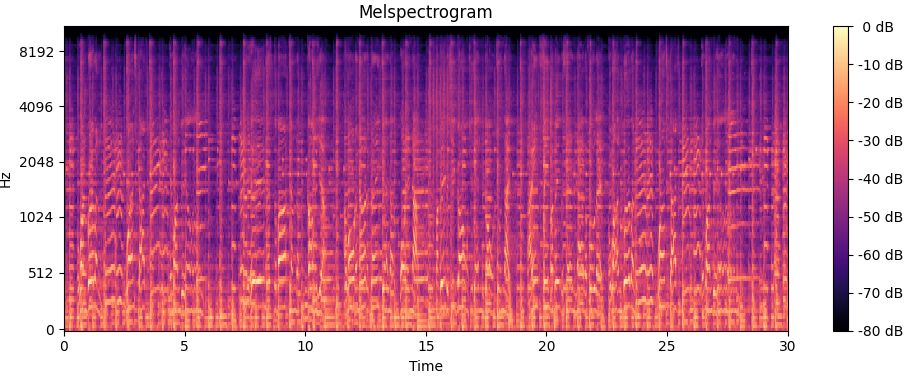 Melspectrogram
8192
4096
2048
1024
512
0
Hz
0 5 10 15 20 25 30
Time
0 dB
-10 dB
-20 dB
-30 dB
-40 dB
-50 dB
-60 dB
-70 dB
-80 dB